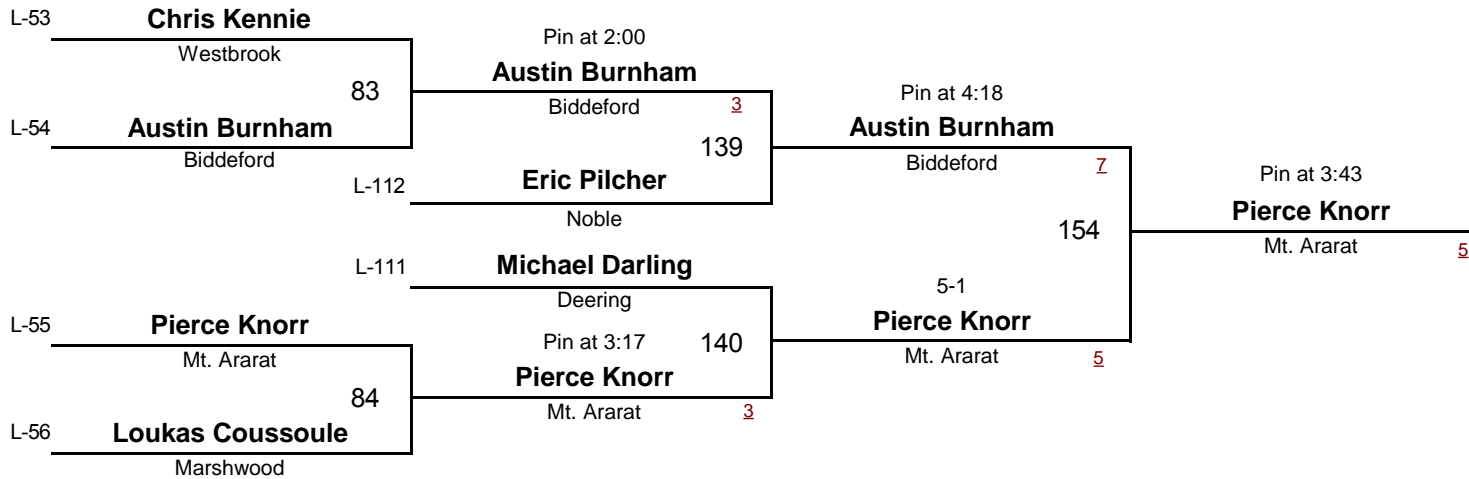 L-53
Chris Kennie
Westbrook
83
L-54
Austin Burnham
Biddeford
Pin at 2:00
Austin Burnham
Biddeford
3
139
L-112
Eric Pilcher
Noble
Pin at 4:18
Austin Burnham
Biddeford
7
154
Pin at 3:43
Pierce Knorr
Mt. Ararat
5
L-111
Michael Darling
Deering
L-55
Pierce Knorr
Mt. Ararat
84
L-56
Loukas Coussoule
Marshwood
Pin at 3:17
140
Pierce Knorr
Mt. Ararat
3
5-1
Pierce Knorr
Mt. Ararat
5